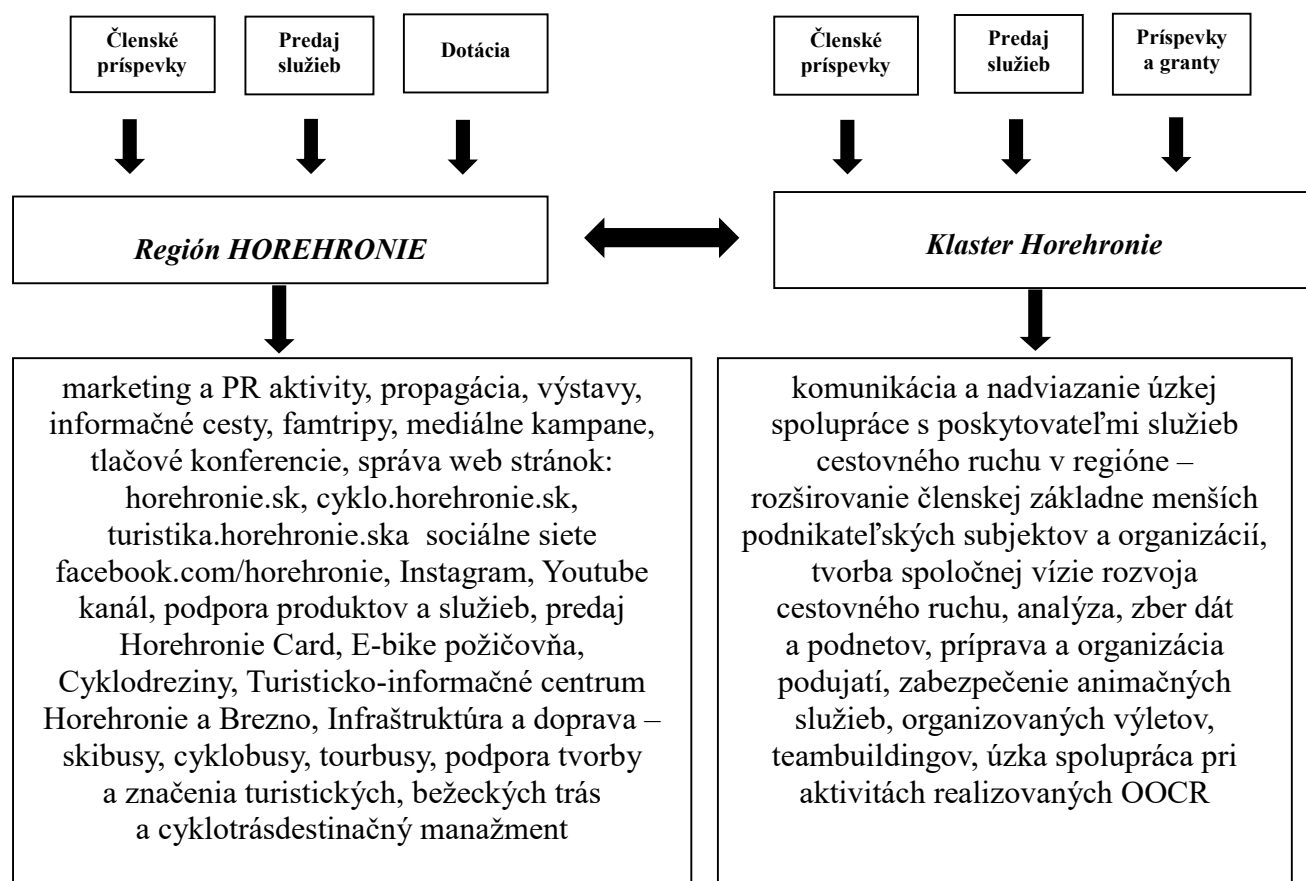 Členské
príspevky
Predaj
služieb
Dotácia
Členské
príspevky
Predaj
služieb
Príspevky
a granty
Región HOREHRONIE
Klaster Horehronie
marketing a PR aktivity, propagácia, výstavy,
informačné cesty, famtripy, mediálne kampane,
tlačové konferencie, správa web stránok:
horehronie.sk, cyklo.horehronie.sk,
turistika.horehronie.ska  sociálne siete
facebook.com/horehronie, Instagram, Youtube
kanál, podpora produktov a služieb, predaj
Horehronie Card, E-bike požičovňa,
Cyklodreziny, Turisticko-informačné centrum
Horehronie a Brezno, Infraštruktúra a doprava –
skibusy, cyklobusy, tourbusy, podpora tvorby
a značenia turistických, bežeckých trás
a cyklotrásdestinačný manažment
komunikácia a nadviazanie úzkej
spolupráce s poskytovateľmi služieb
cestovného ruchu v regióne –
rozširovanie členskej základne menších
podnikateľských subjektov a organizácií,
tvorba spoločnej vízie rozvoja
cestovného ruchu, analýza, zber dát
a podnetov, príprava a organizácia
podujatí, zabezpečenie animačných
služieb, organizovaných výletov,
teambuildingov, úzka spolupráca pri
aktivitách realizovaných OOCR